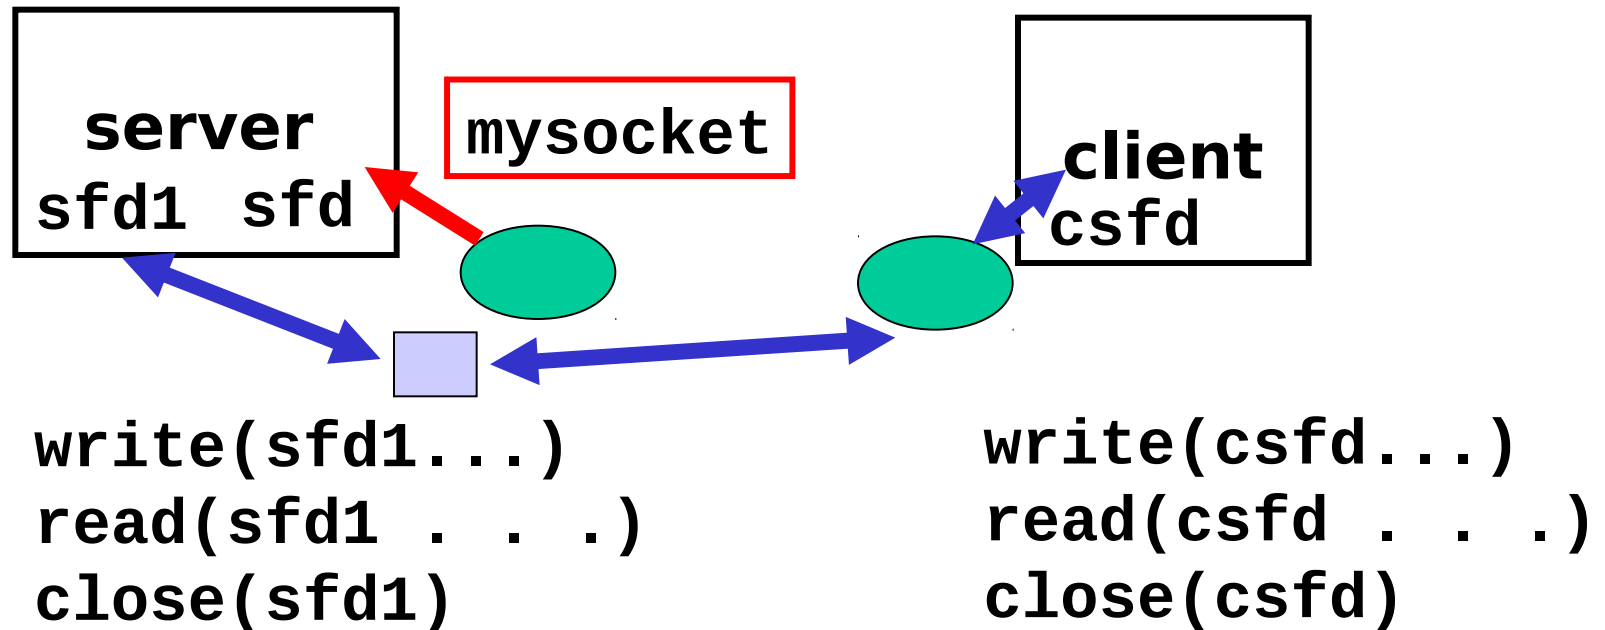 server
sfd1 sfd
mysocket
client
csfd
write(sfd1...)
read(sfd1 . . .)
close(sfd1)
write(csfd...)
read(csfd . . .)
close(csfd)